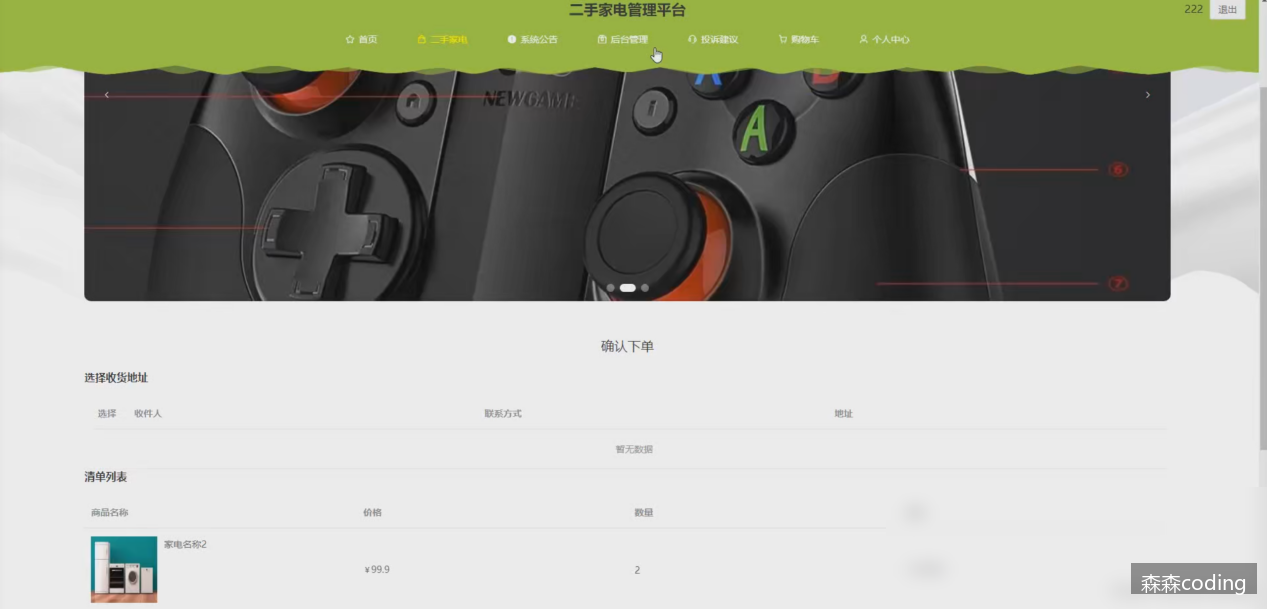 二手家电管理平台
222 退出
首页 二手家电 系统公告 后台管理 投诉建议 购物车 个人中心
NEWGAME
A
6
7
确认下单
选择收货地址
选择 收件人 联系方式 地址
暂无数据
清单列表
商品名称 价格 数量
家电名称2
¥99.9 2
森森coding